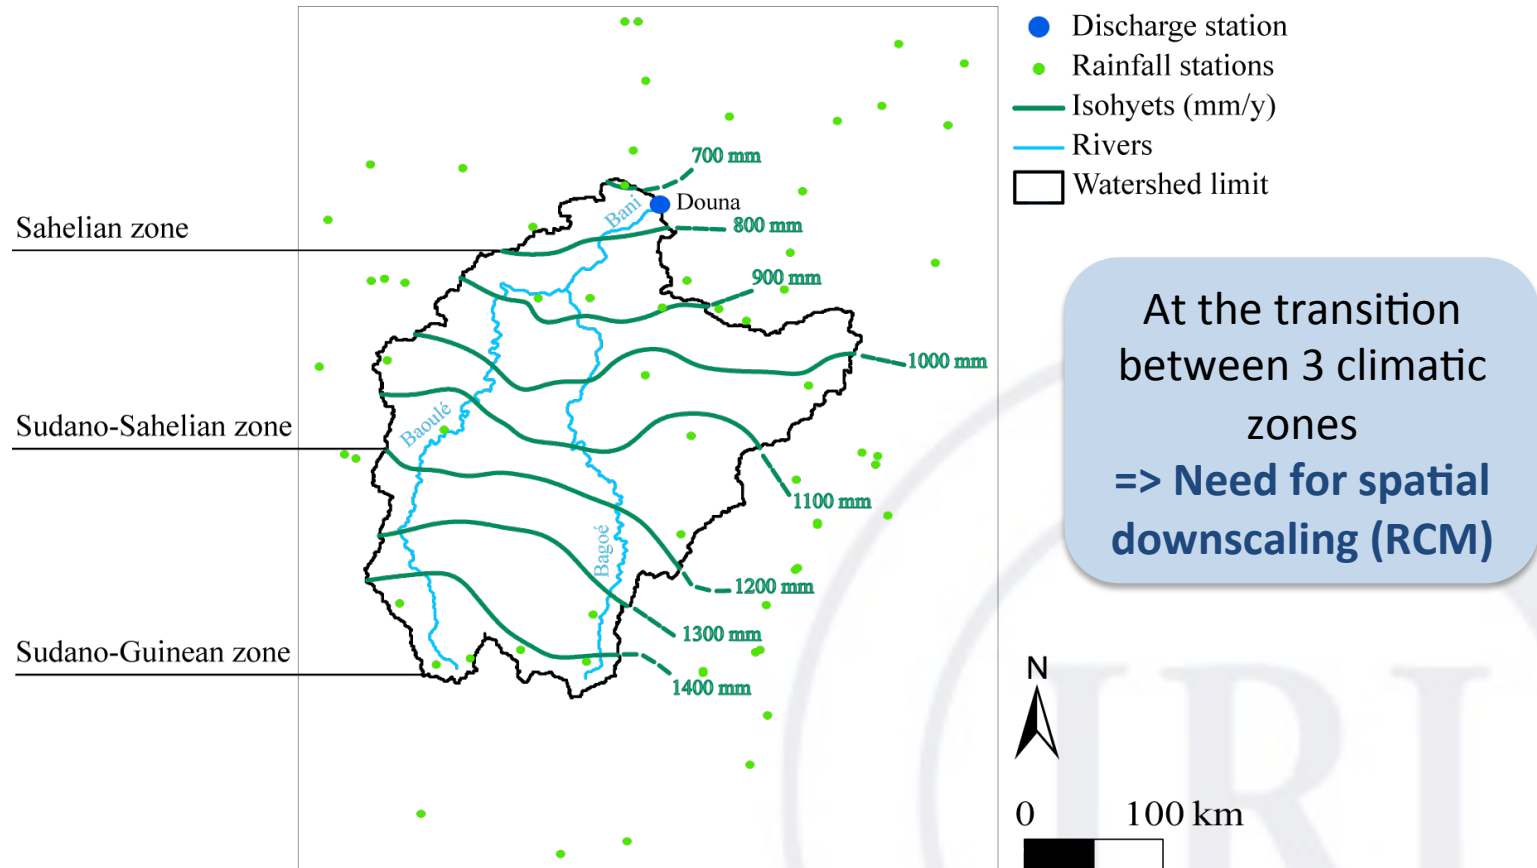 Discharge station
Rainfall stations
Isohyets (mm/y)
Rivers
Watershed limit
700 mm
Bani
Douna
Sahelian zone
800 mm
900 mm
At the transition
between 3 climatic
zones
=> Need for spatial
downscaling (RCM)
1000 mm
Baoulé
Sudano-Sahelian zone
1100 mm
Bagoé
1200 mm
1300 mm
Sudano-Guinean zone
1400 mm
N
0 100 km
IRI